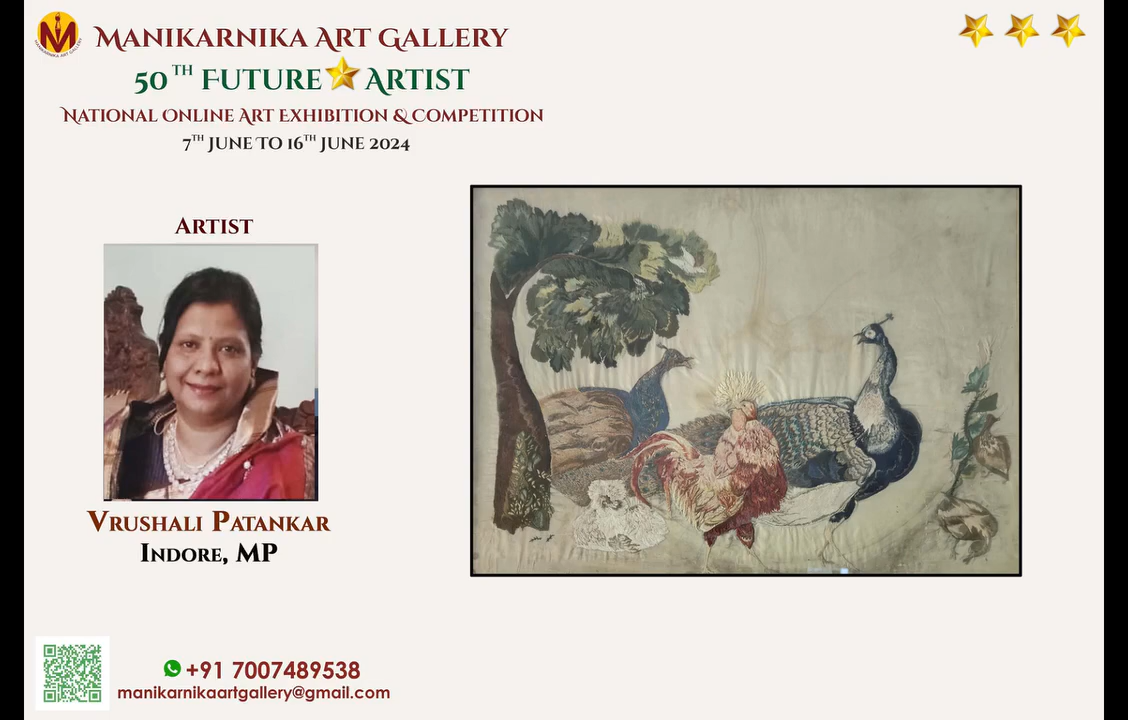 MANIKARNIKA ART GALLERY
50TH FUTURE ARTIST
NATIONAL ONLINE ART EXHIBITION & COMPETITION
7TH JUNE TO 16TH JUNE 2024
ARTIST
VRUSHALI PATANKAR
INDORE, MP
+91 7007489538
manikarnikaartgallery@gmail.com